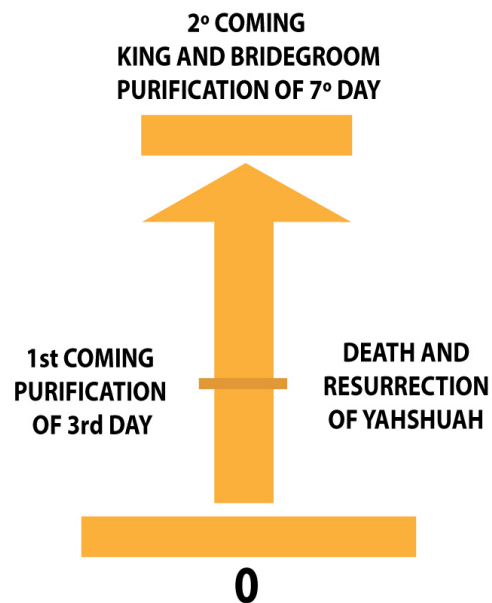 2º COMING
KING AND BRIDEGROOM
PURIFICATION OF 7º DAY
1st COMING
PURIFICATION
OF 3rd DAY
DEATH AND
RESURRECTION
OF YAHSHUAH
0